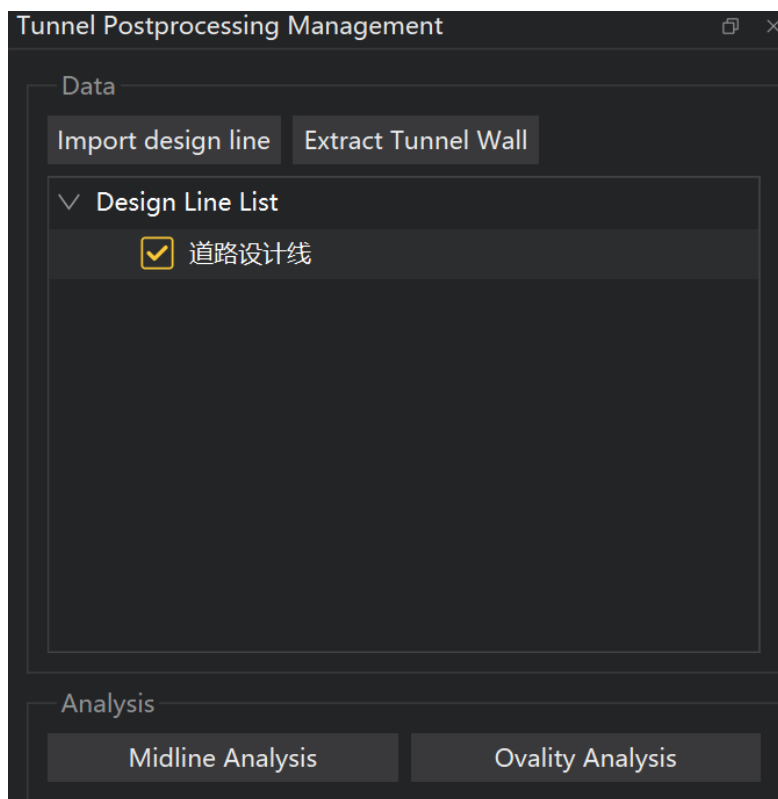 Tunnel Postprocessing Management
Data
Import design line Extract Tunnel Wall
Design Line List
道路设计线
Analysis
Midline Analysis Ovality Analysis